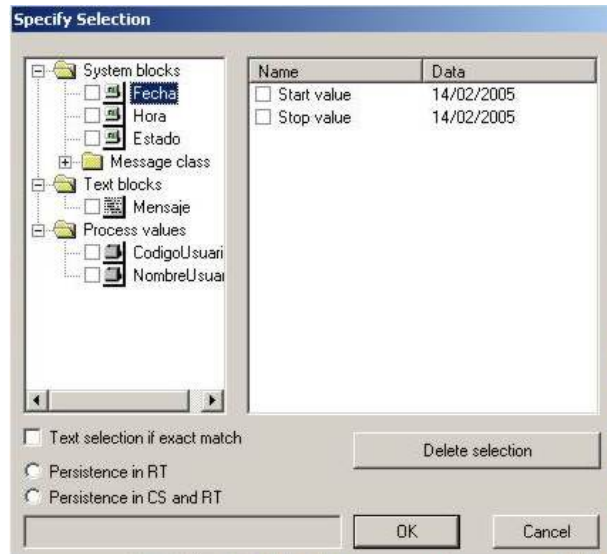 Specify Selection
System blocks
Fecha
Hora
Estado
Message class
Text blocks
Mensaje
Process values
CodigoUsuari
NombreUsuar
Name Data
Start value 14/02/2005
Stop value 14/02/2005
Text selection if exact match
Delete selection
Persistence in RT
Persistence in CS and RT
OK Cancel